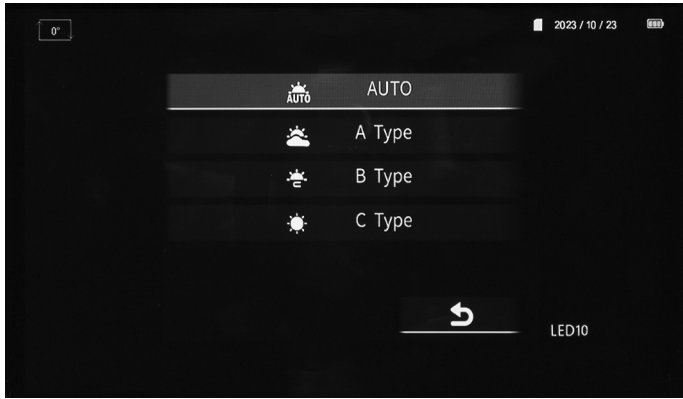 0°
2023 / 10 / 23
AUTO AUTO
A Type
B Type
C Type
LED10